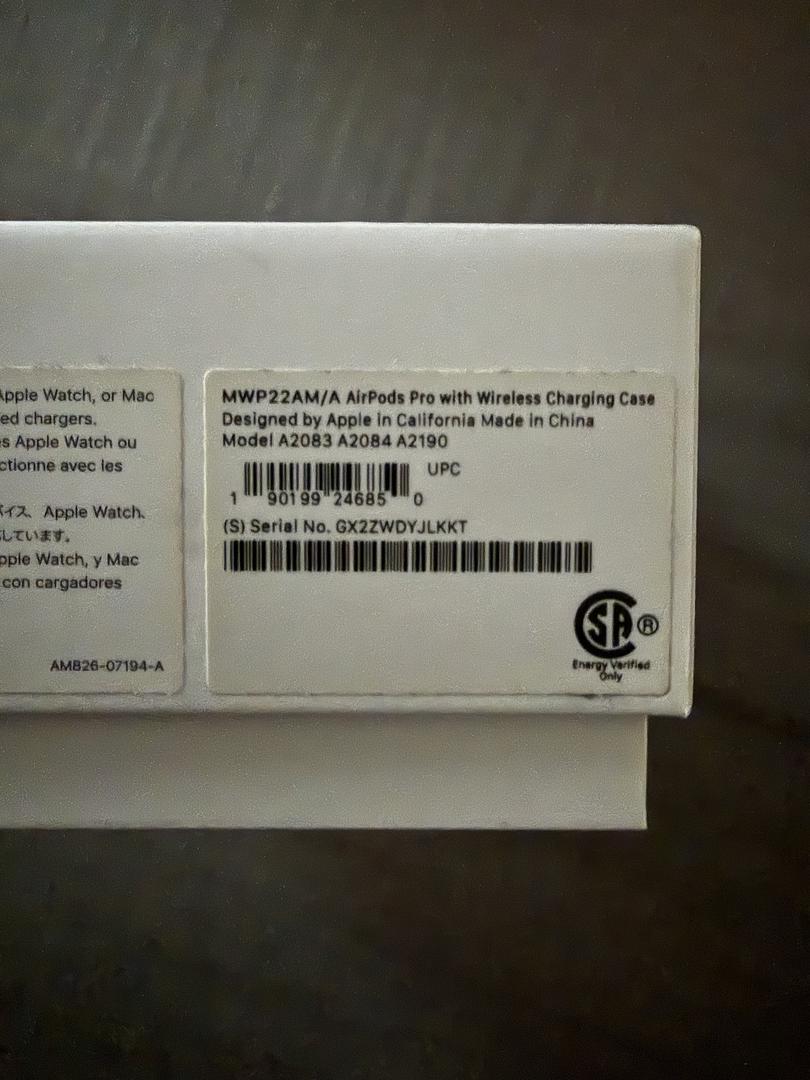 Apple Watch, or Mac
ed chargers.
s Apple Watch ou
ctionne avec les
バイス、Apple Watch、
しています。
pple Watch, y Mac
con cargadores
AM826-07194-A
MWP22AM/A AirPods Pro with Wireless Charging Case
Designed by Apple in California Made in China
Model A2083 A2084 A2190
UPC
1 90199 24685 0
(S) Serial No. GX2ZWDYJLKKT
SA®
Energy Verified
Only